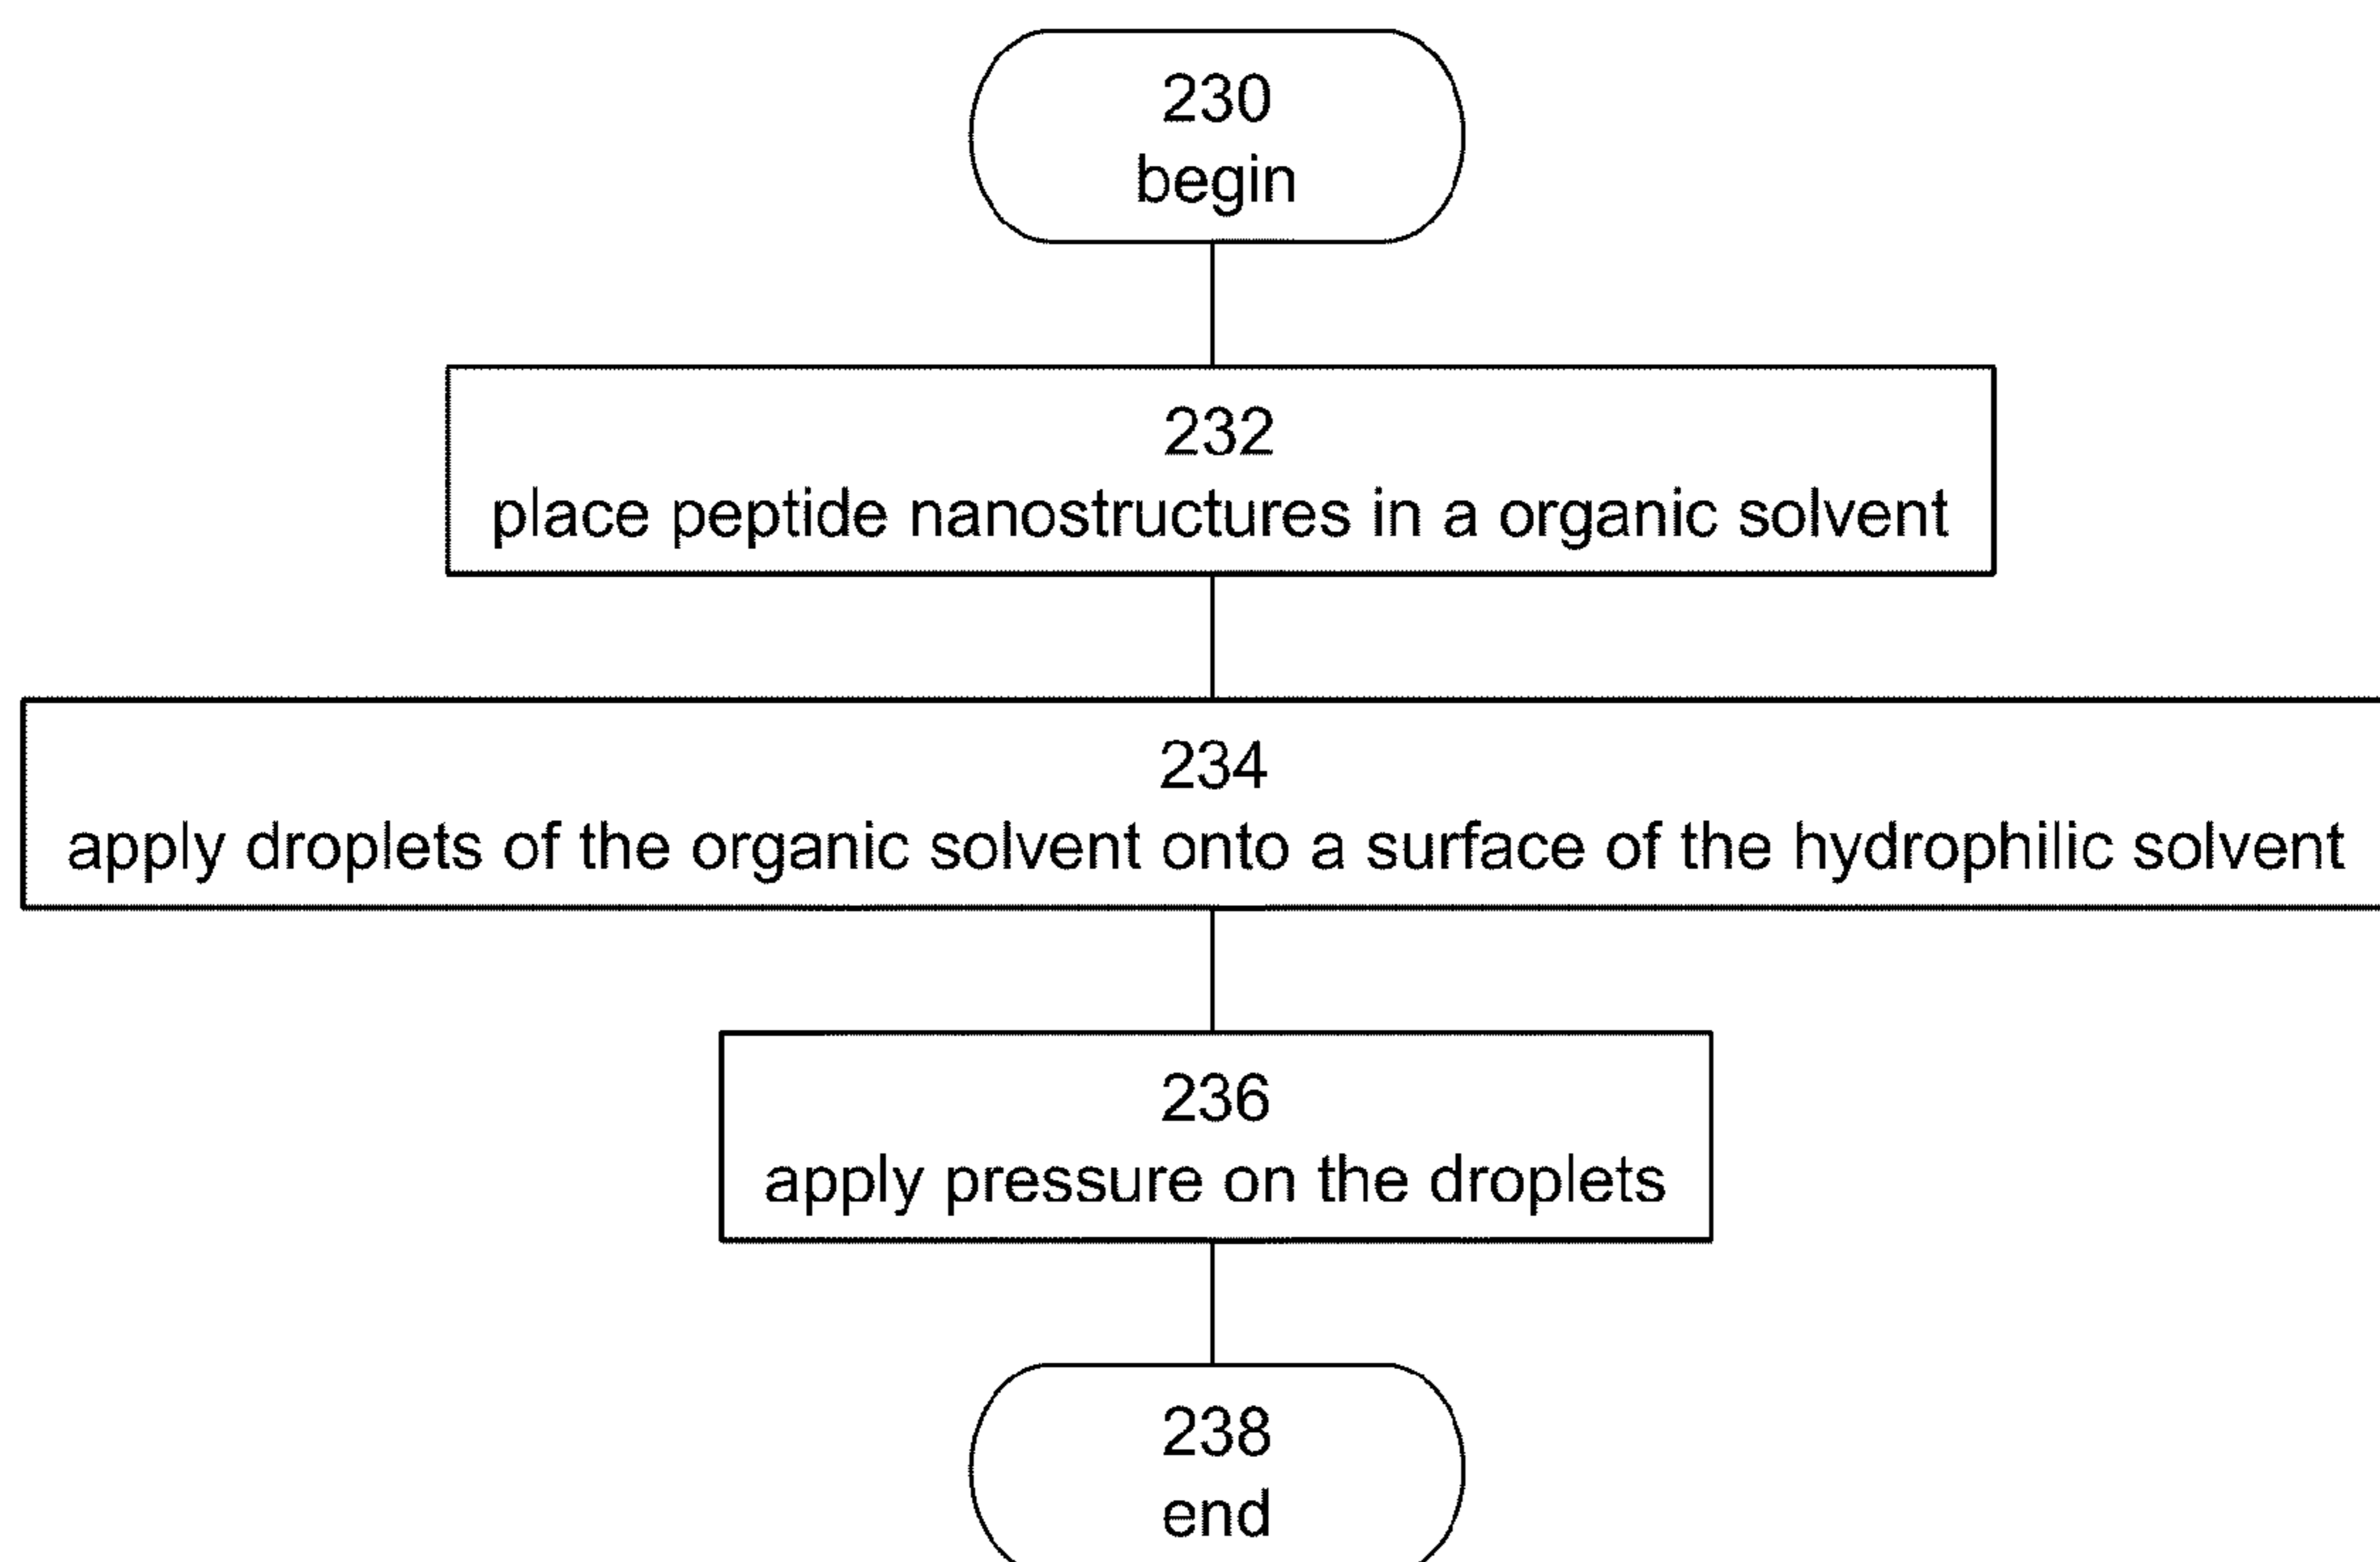 230
begin
232
place peptide nanostructures in a organic solvent
234
apply droplets of the organic solvent onto a surface of the hydrophilic solvent
236
apply pressure on the droplets
238
end